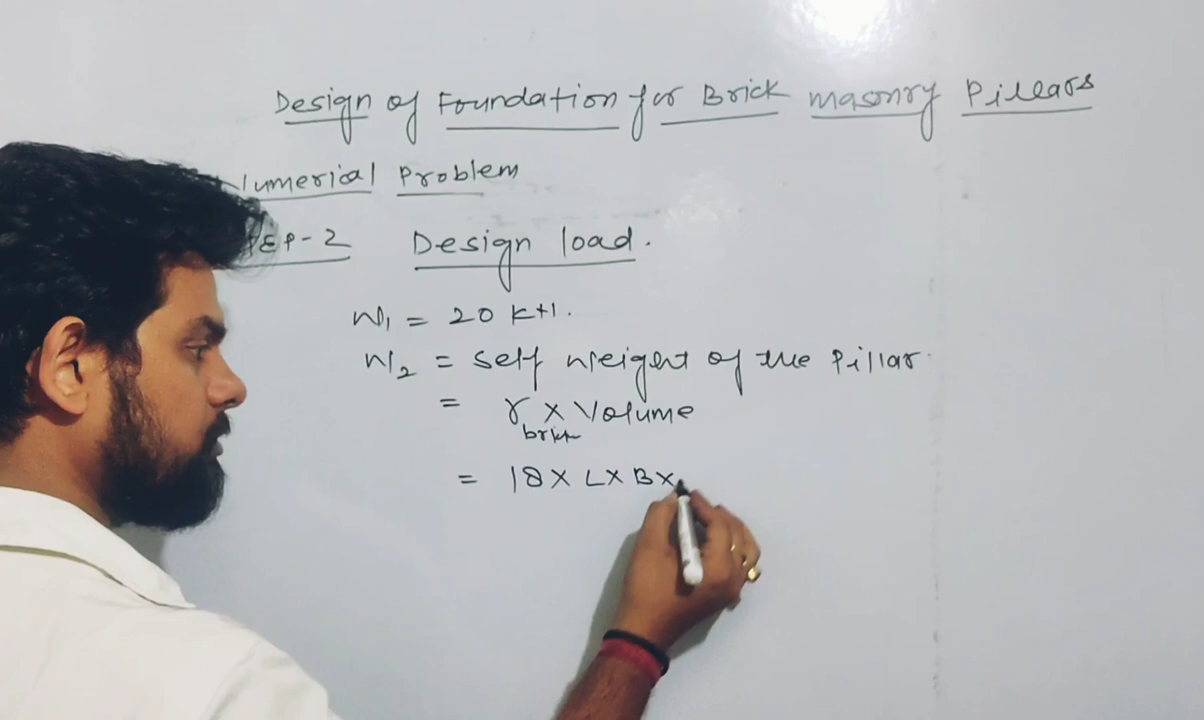 Design of Foundation for Brick masonry Pillars
Numerical Problem
STEP-2 Design load.
W₁ = 20 kN.
W₂ = self weight of the Pillar
= γ brick × Volume
= 18 × L × B ×